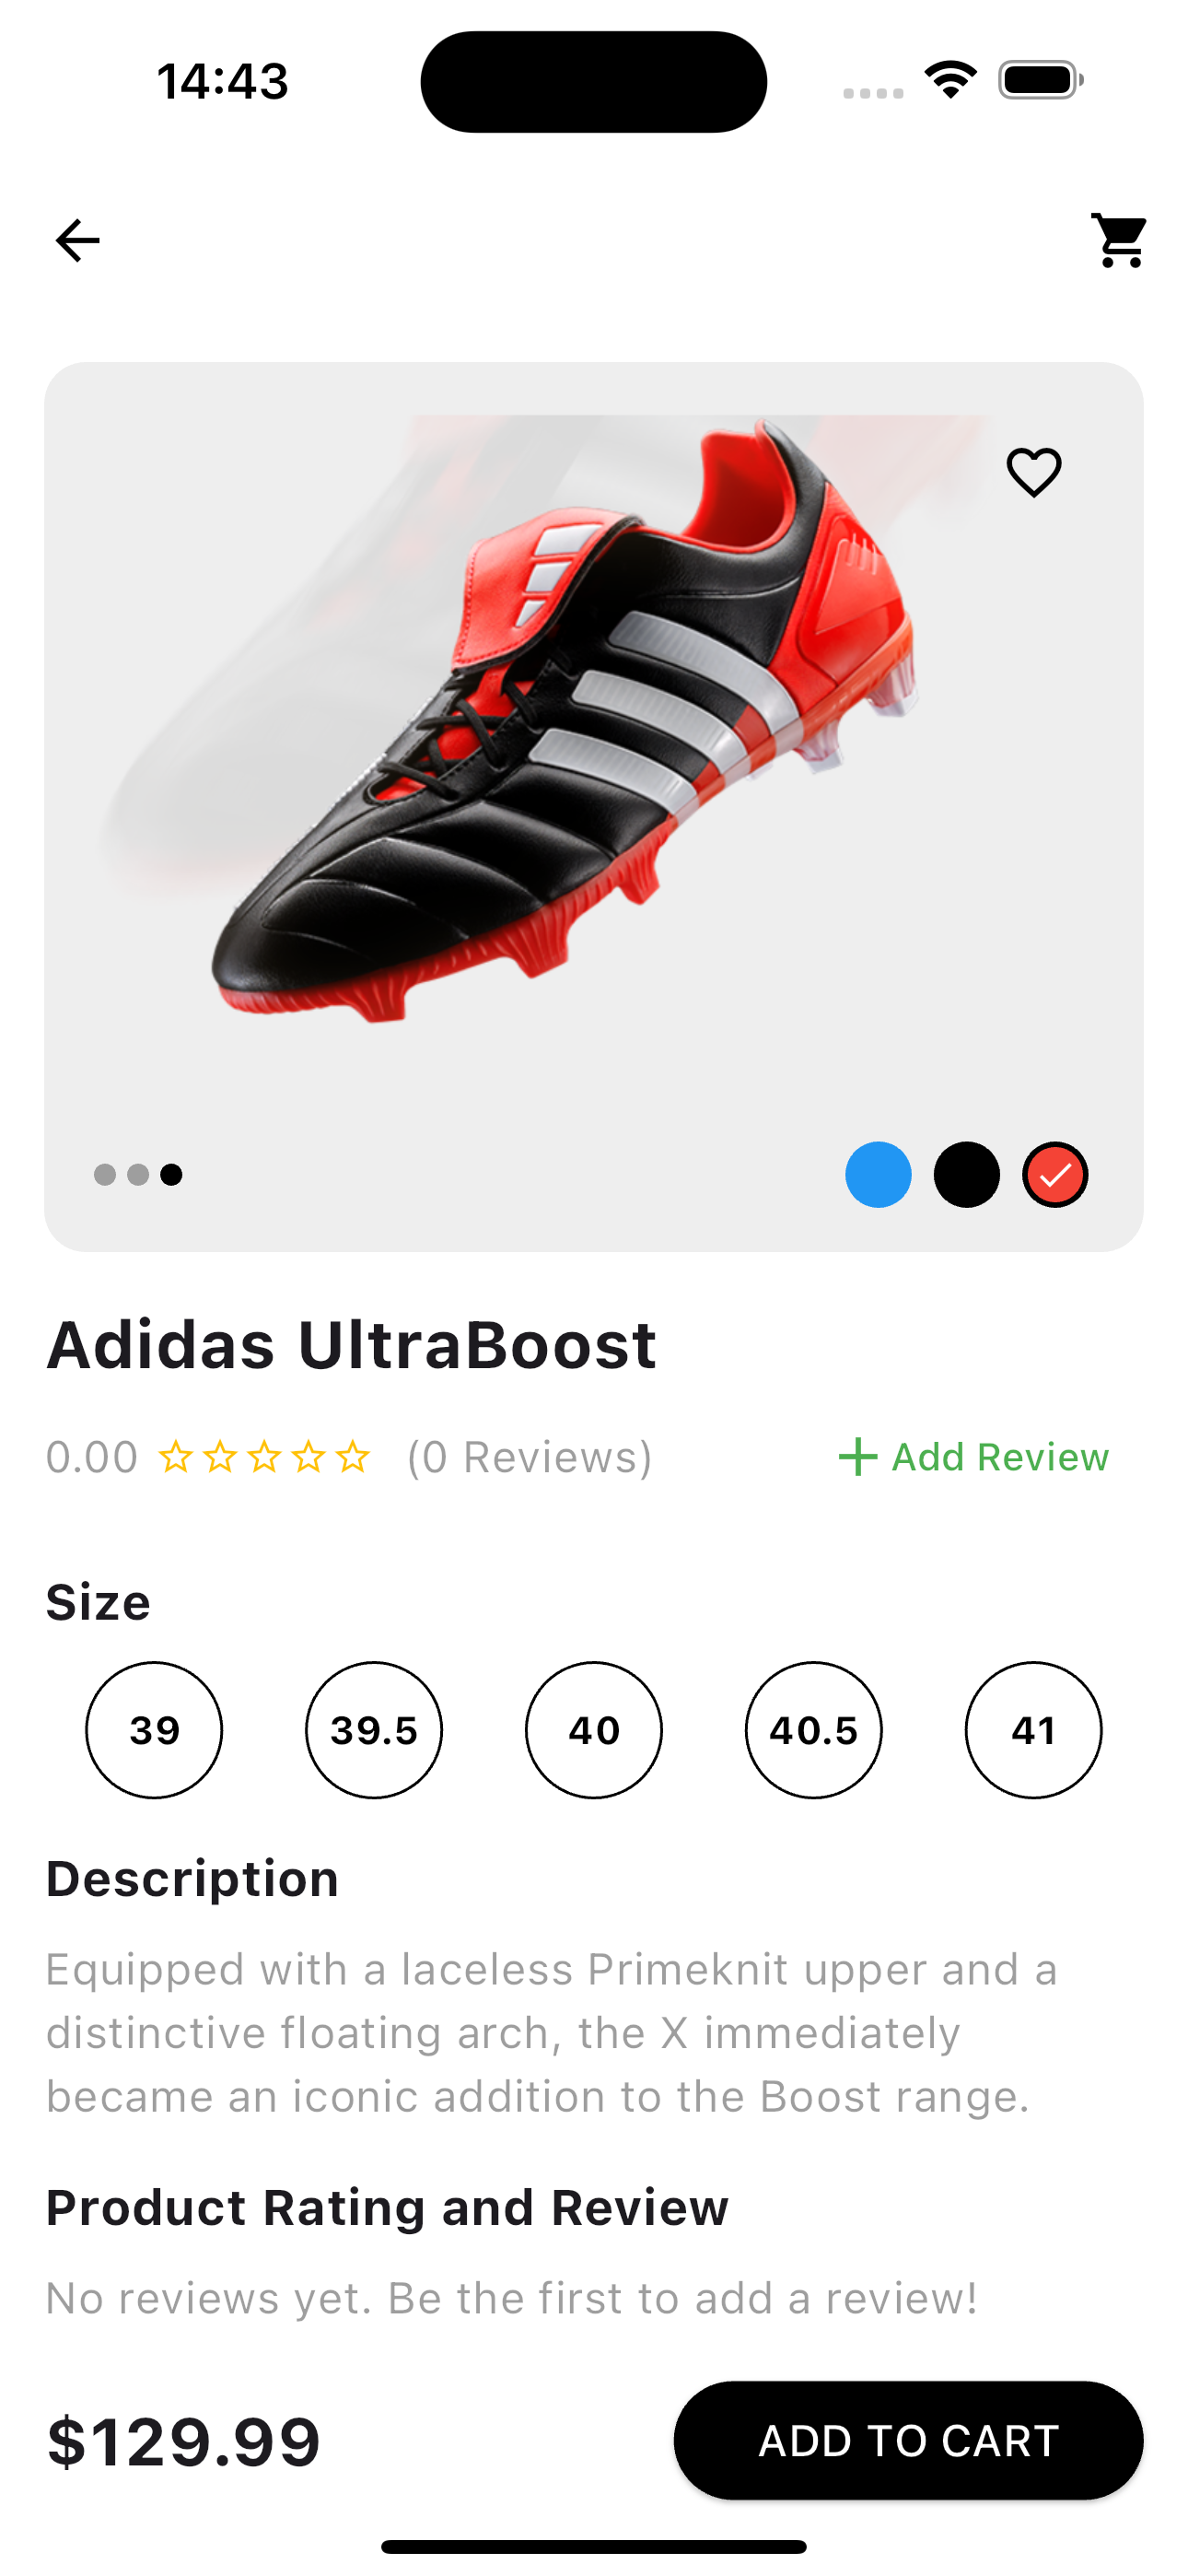 14:43
Adidas UltraBoost
0.00 (0 Reviews) + Add Review
Size
39 39.5 40 40.5 41
Description
Equipped with a laceless Primeknit upper and a
distinctive floating arch, the X immediately
became an iconic addition to the Boost range.
Product Rating and Review
No reviews yet. Be the first to add a review!
$129.99 ADD TO CART